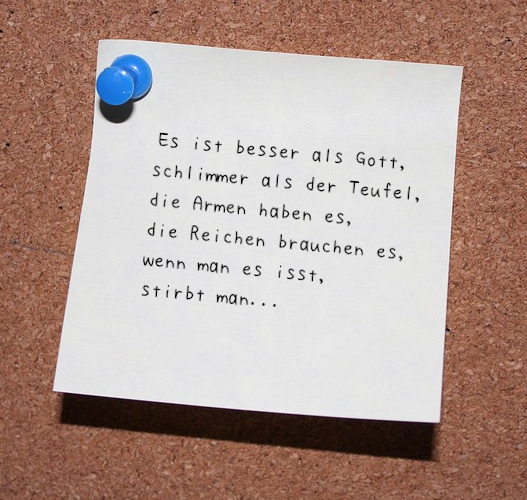 Es ist besser als Gott,
schlimmer als der Teufel,
die Armen haben es,
die Reichen brauchen es,
wenn man es isst,
stirbt man...